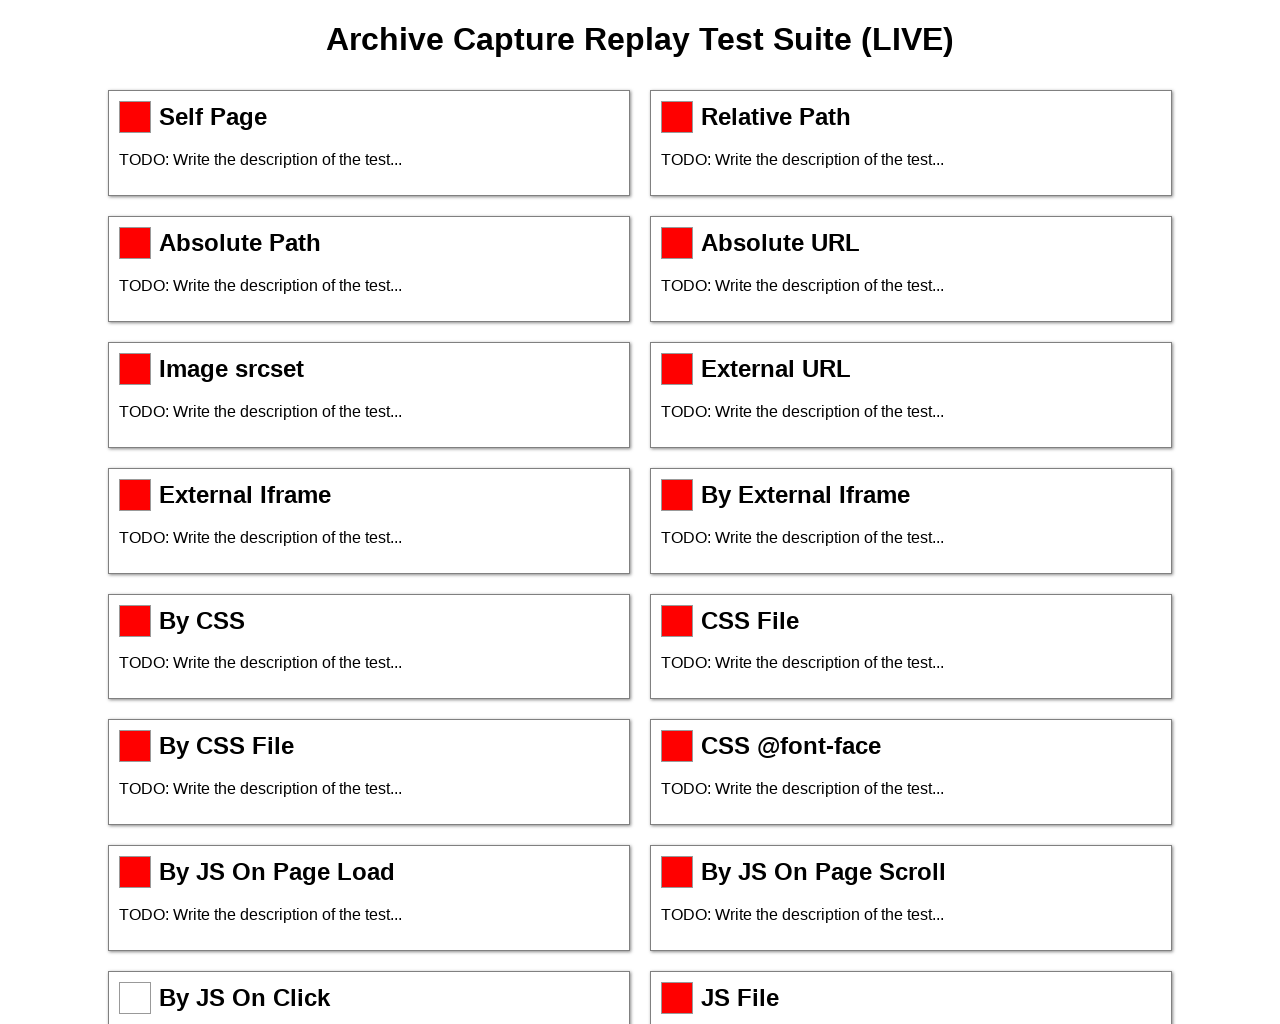 Archive Capture Replay Test Suite (LIVE)
Self Page
TODO: Write the description of the test...
Relative Path
TODO: Write the description of the test...
Absolute Path
TODO: Write the description of the test...
Absolute URL
TODO: Write the description of the test...
Image srcset
TODO: Write the description of the test...
External URL
TODO: Write the description of the test...
External Iframe
TODO: Write the description of the test...
By External Iframe
TODO: Write the description of the test...
By CSS
TODO: Write the description of the test...
CSS File
TODO: Write the description of the test...
By CSS File
TODO: Write the description of the test...
CSS @font-face
TODO: Write the description of the test...
By JS On Page Load
TODO: Write the description of the test...
By JS On Page Scroll
TODO: Write the description of the test...
By JS On Click
JS File